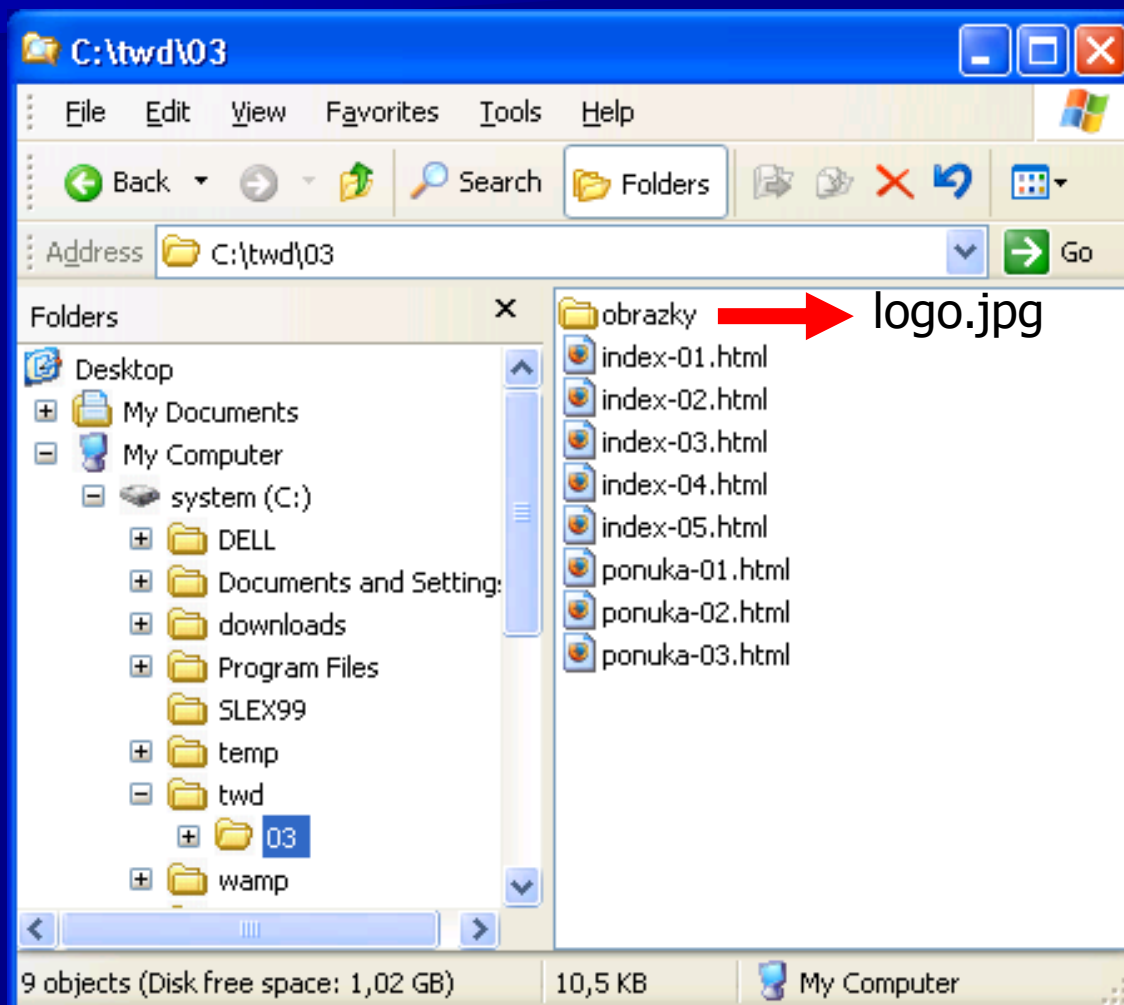 C:\twd\03
File Edit View Favorites Tools Help
Back Search Folders
Address C:\twd\03 Go
Folders
Desktop
My Documents
My Computer
system (C:)
DELL
Documents and Setting
downloads
Program Files
SLEX99
temp
twd
03
wamp
obrazky logo.jpg
index-01.html
index-02.html
index-03.html
index-04.html
index-05.html
ponuka-01.html
ponuka-02.html
ponuka-03.html
9 objects (Disk free space: 1,02 GB) 10,5 KB My Computer